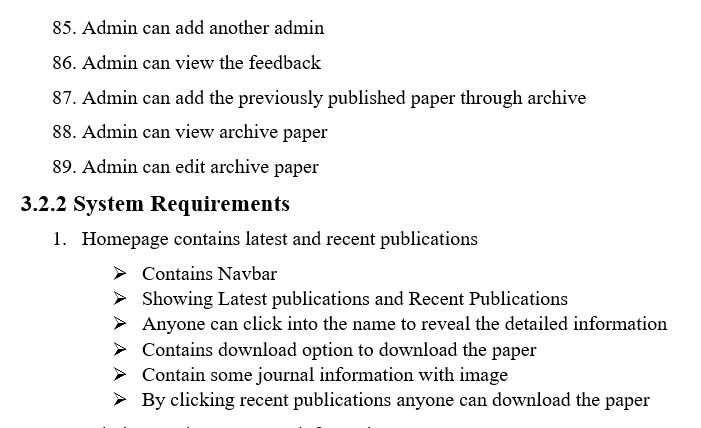 85. Admin can add another admin
86. Admin can view the feedback
87. Admin can add the previously published paper through archive
88. Admin can view archive paper
89. Admin can edit archive paper
3.2.2 System Requirements
1. Homepage contains latest and recent publications
➢ Contains Navbar
➢ Showing Latest publications and Recent Publications
➢ Anyone can click into the name to reveal the detailed information
➢ Contains download option to download the paper
➢ Contain some journal information with image
➢ By clicking recent publications anyone can download the paper